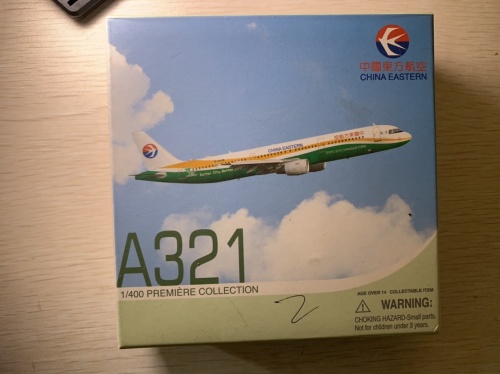 中國東方航空
CHINA EASTERN
CHINA EASTERN
A321
1/400 PREMIÈRE COLLECTION
2
AGE OVER 14 COLLECTABLE ITEM
WARNING:
CHOKING HAZARD-Small parts.
Not for children under 3 years.